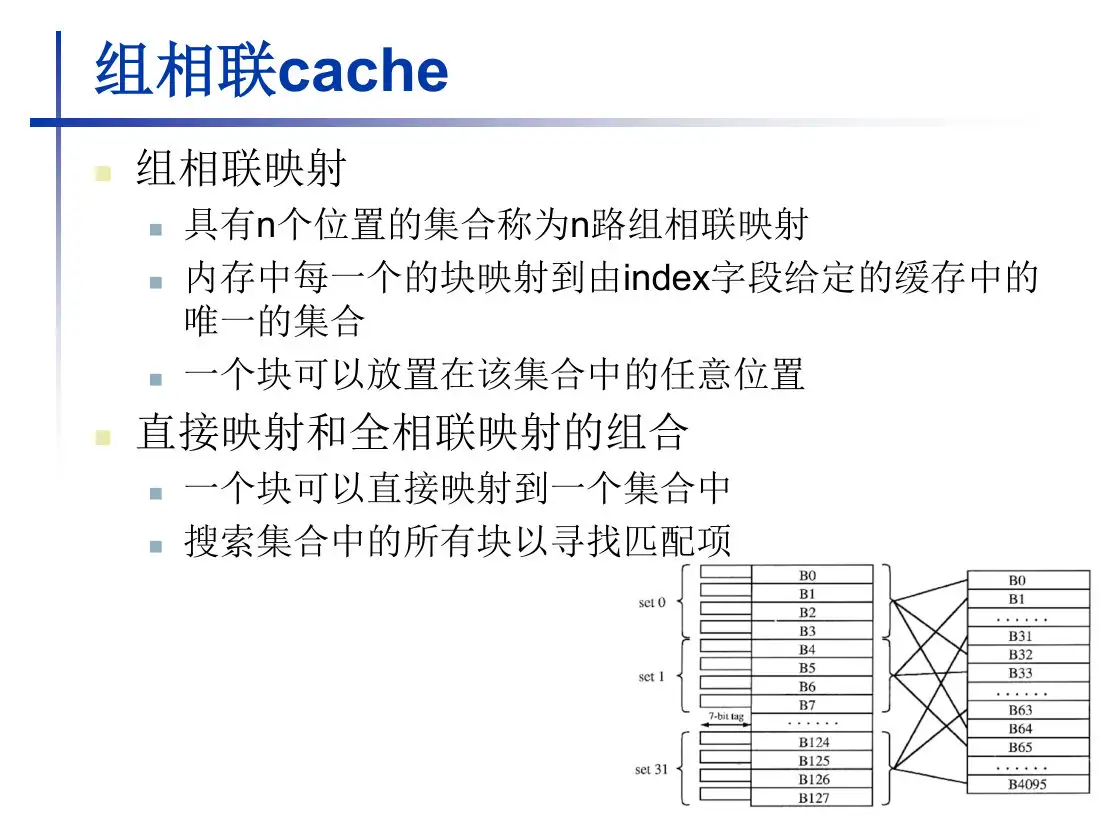 组相联cache
组相联映射
具有n个位置的集合称为n路组相联映射
内存中每一个的块映射到由index字段给定的缓存中的
唯一的集合
一个块可以放置在该集合中的任意位置
直接映射和全相联映射的组合
一个块可以直接映射到一个集合中
搜索集合中的所有块以寻找匹配项
set 0
B0
B1
B2
B3
set 1
B4
B5
B6
B7
7-bit tag
······
set 31
B124
B125
B126
B127
B0
B1
······
B31
B32
B33
······
B63
B64
B65
······
B4095